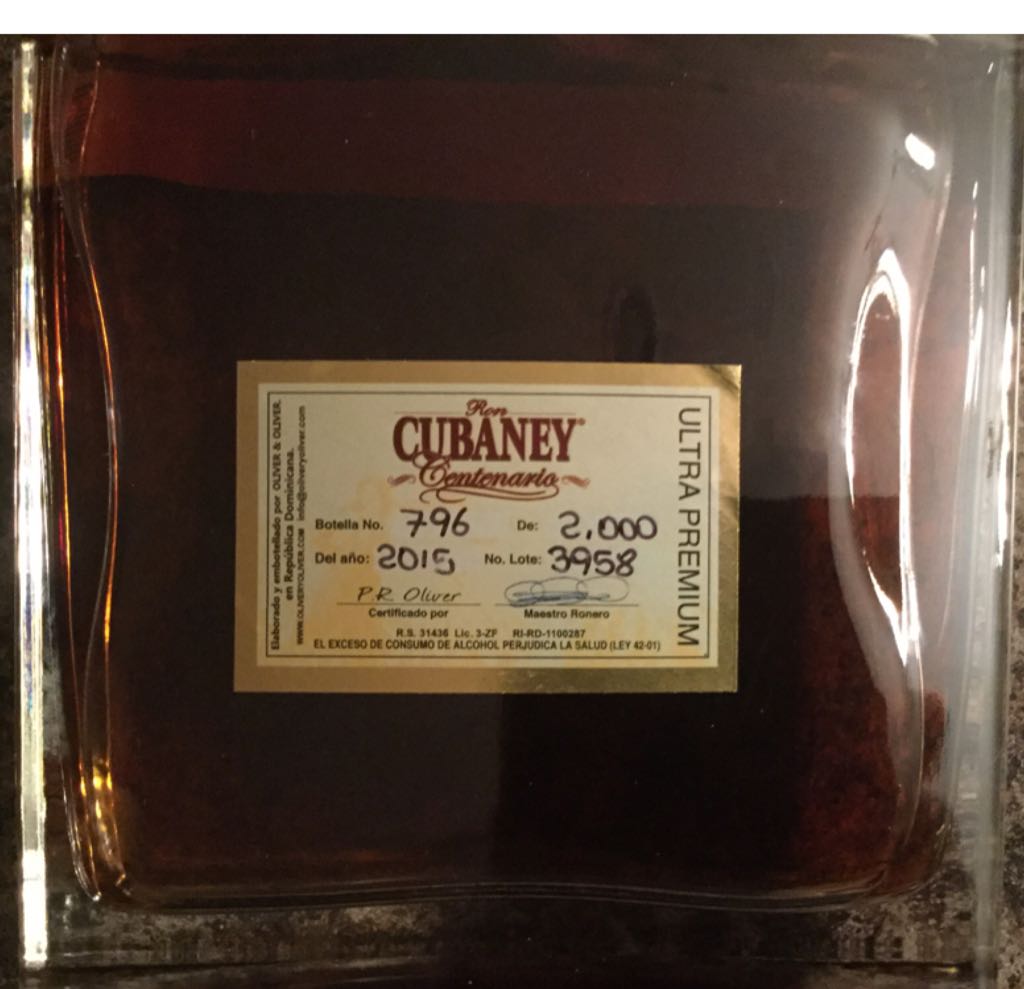 Elaborado y embotellado por OLIVER & OLIVER,
en República Dominicana.
www.OLIVERYOLIVER.COM info@oliveryoliver.com
Ron
CUBANEY®
Centenario
Botella No. 796 De: 2,000
Del año: 2015 No. Lote: 3958
P.R. Oliver
Certificado por Maestro Ronero
R.S. 31436 Lic. 3-ZF RI-RD-1100287
EL EXCESO DE CONSUMO DE ALCOHOL PERJUDICA LA SALUD (LEY 42-01)
ULTRA PREMIUM